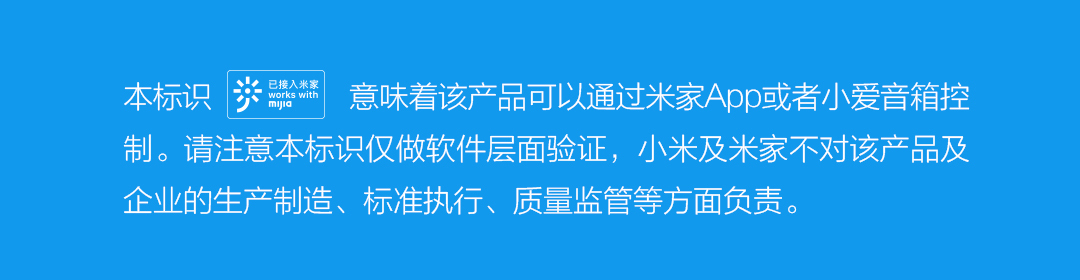 本标识 已接入米家 works with mijia 意味着该产品可以通过米家App或者小爱音箱控
制。请注意本标识仅做软件层面验证，小米及米家不对该产品及
企业的生产制造、标准执行、质量监管等方面负责。